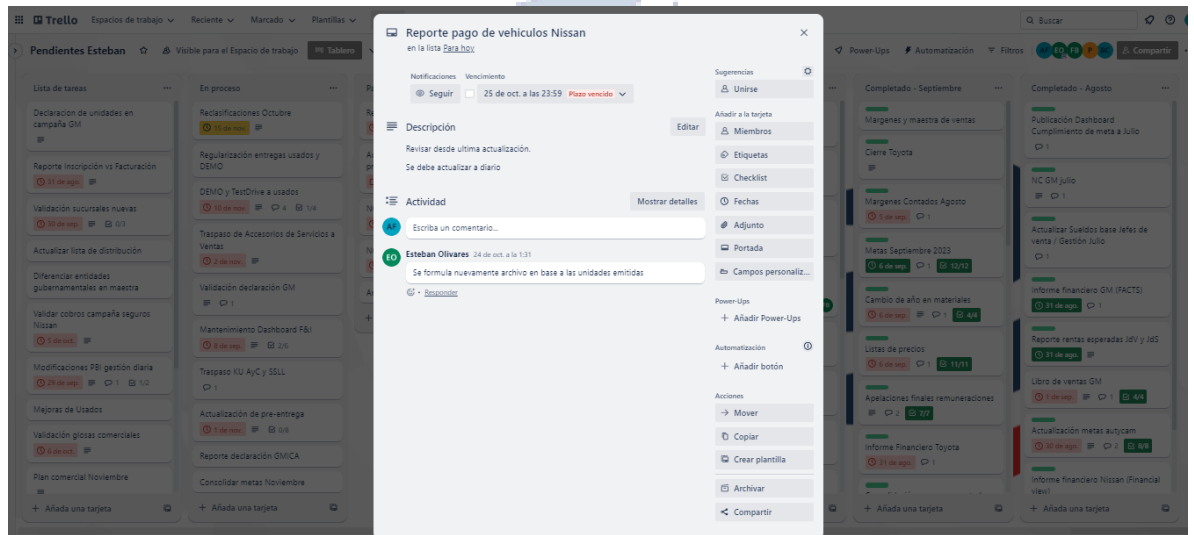 Trello
Espacios de trabajo
Reciente
Marcado
Plantillas
Buscar
Pendientes Esteban
Visible para el Espacio de trabajo
Tablero
Power-Ups
Automatización
Filtros
Compartir
Lista de tareas
Declaracion de unidades en
campaña GM
Reporte Inscripción vs Facturación
31 de ago.
Validación sucursales nuevas
30 de sep.
0/3
Actualizar lista de distribución
Diferenciar entidades
gubernamentales en maestra
Validar cobros campaña seguros
Nissan
5 de oct.
Modificaciones PEI gestión diaria
29 de sep.
1
1/2
Mejoras de Usados
Validación glosas comerciales
6 de oct.
Plan comercial Noviembre
+ Añada una tarjeta
En proceso
Reclasificaciones Octubre
15 de nov.
Regularización entregas usados y
DEMO
DEMO y TestDrive a usados
10 de nov.
4
1/4
Traspaso de Accesorios de Servicios a
Ventas
2 de nov.
Validación declaración GM
1
Mantenimiento Dashboard F&I
8 de sep.
2/6
Traspaso KU AyC y SSLL
1
Actualización de pre-entrega
1 de nov.
0/8
Reporte declaración GMICA
Consolidar metas Noviembre
+ Añada una tarjeta
Reporte pago de vehiculos Nissan
en la lista Para hoy
Notificaciones
Vencimiento
Seguir
25 de oct. a las 23:59
Plazo vencido
Descripción
Editar
Revisar desde ultima actualización.
Se debe actualizar a diario
Actividad
Mostrar detalles
AF
Escriba un comentario...
EO
Esteban Olivares 24 de oct. a la 1:31
Se formula nuevamente archivo en base a las unidades emitidas
Responder
Sugerencias
Unirse
Añadir a la tarjeta
Miembros
Etiquetas
Checklist
Fechas
Adjunto
Portada
Campos personaliz...
Power-Ups
+ Añadir Power-Ups
Automatización
+ Añadir botón
Acciones
Mover
Copiar
Crear plantilla
Archivar
Compartir
Completado - Septiembre
Margenes y maestra de ventas
Cierre Toyota
Margenes Contados Agosto
5 de sep.
1
Metas Septiembre 2023
6 de sep.
1
12/12
Cambio de año en materiales
6 de sep.
1
4/4
Listas de precios
6 de sep.
1
11/11
Apelaciones finales remuneraciones
2
7/7
Informe Financiero Toyota
31 de ago.
1
+ Añada una tarjeta
Completado - Agosto
Publicación Dashboard
Cumplimiento de meta a Julio
1
NC GM julio
1
Actualizar Sueldos base Jefes de
venta / Gestión Julio
Informe financiero GM (FACTS)
31 de ago.
1
Reporte rentas esperadas JdV y JdS
31 de ago.
Libro de ventas GM
1 de sep.
1
4/4
Actualización metas autycam
30 de ago.
2
8/8
Informe financiero Nissan (Financial
view)
+ Añada una tarjeta